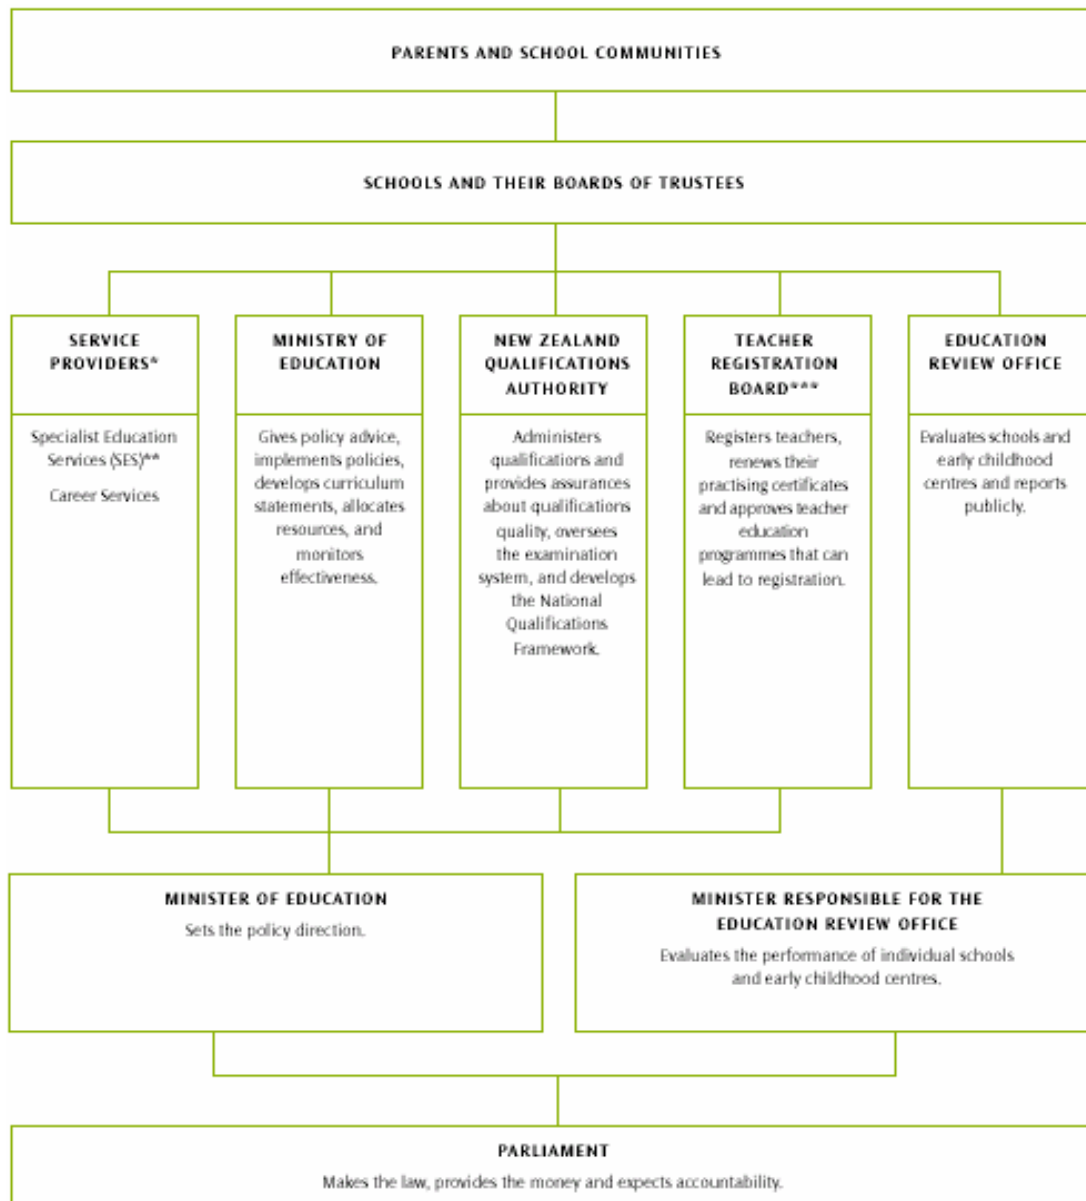 PARENTS AND SCHOOL COMMUNITIES
SCHOOLS AND THEIR BOARDS OF TRUSTEES
SERVICE
PROVIDERS*
Specialist Education
Services (SES)**
Career Services
MINISTRY OF
EDUCATION
Gives policy advice,
implements policies,
develops curriculum
statements, allocates
resources, and
monitors
effectiveness.
NEW ZEALAND
QUALIFICATIONS
AUTHORITY
Administers
qualifications and
provides assurances
about qualifications
quality, oversees
the examination
system, and develops
the National
Qualifications
Framework.
TEACHER
REGISTRATION
BOARD***
Registers teachers,
renews their
practising certificates
and approves teacher
education
programmes that can
lead to registration.
EDUCATION
REVIEW OFFICE
Evaluates schools and
early childhood
centres and reports
publicly.
MINISTER OF EDUCATION
Sets the policy direction.
MINISTER RESPONSIBLE FOR THE
EDUCATION REVIEW OFFICE
Evaluates the performance of individual schools
and early childhood centres.
PARLIAMENT
Makes the law, provides the money and expects accountability.